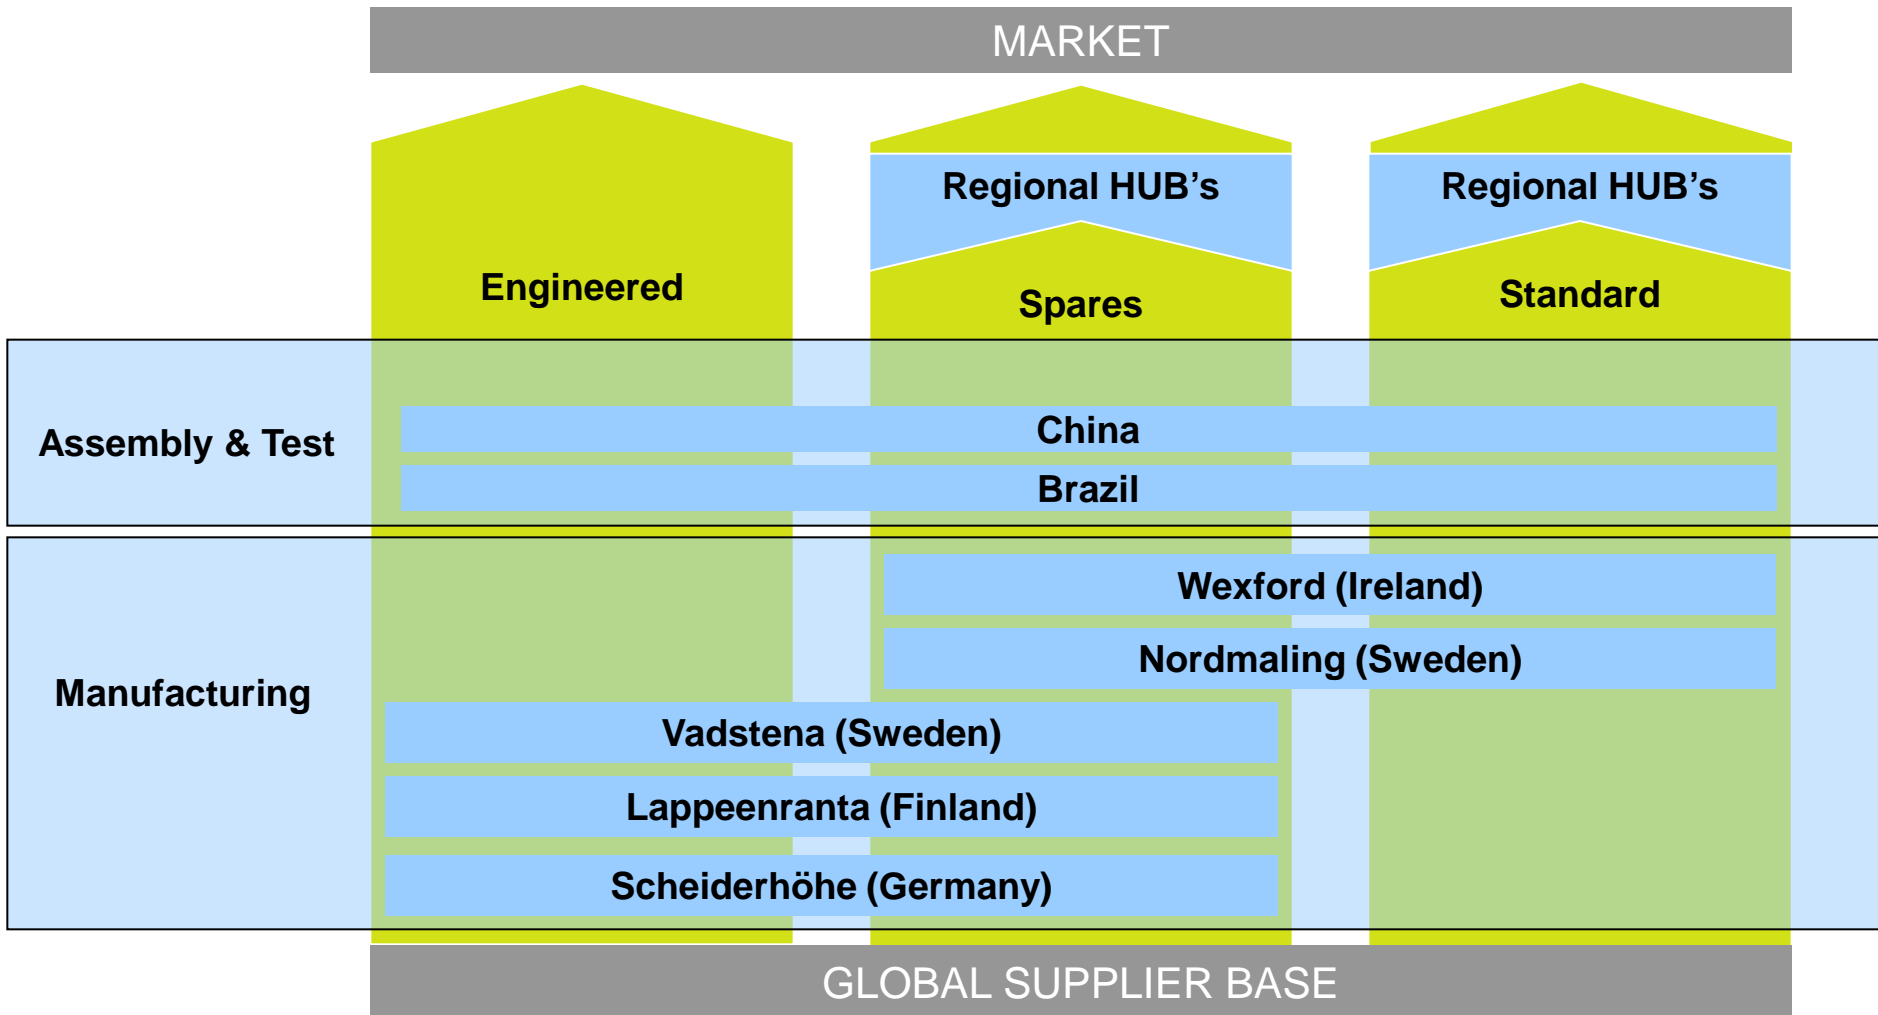 MARKET
Regional HUB’s
Regional HUB’s
Engineered
Spares
Standard
Assembly & Test
China
Brazil
Manufacturing
Wexford (Ireland)
Nordmaling (Sweden)
Vadstena (Sweden)
Lappeenranta (Finland)
Scheiderhöhe (Germany)
GLOBAL SUPPLIER BASE